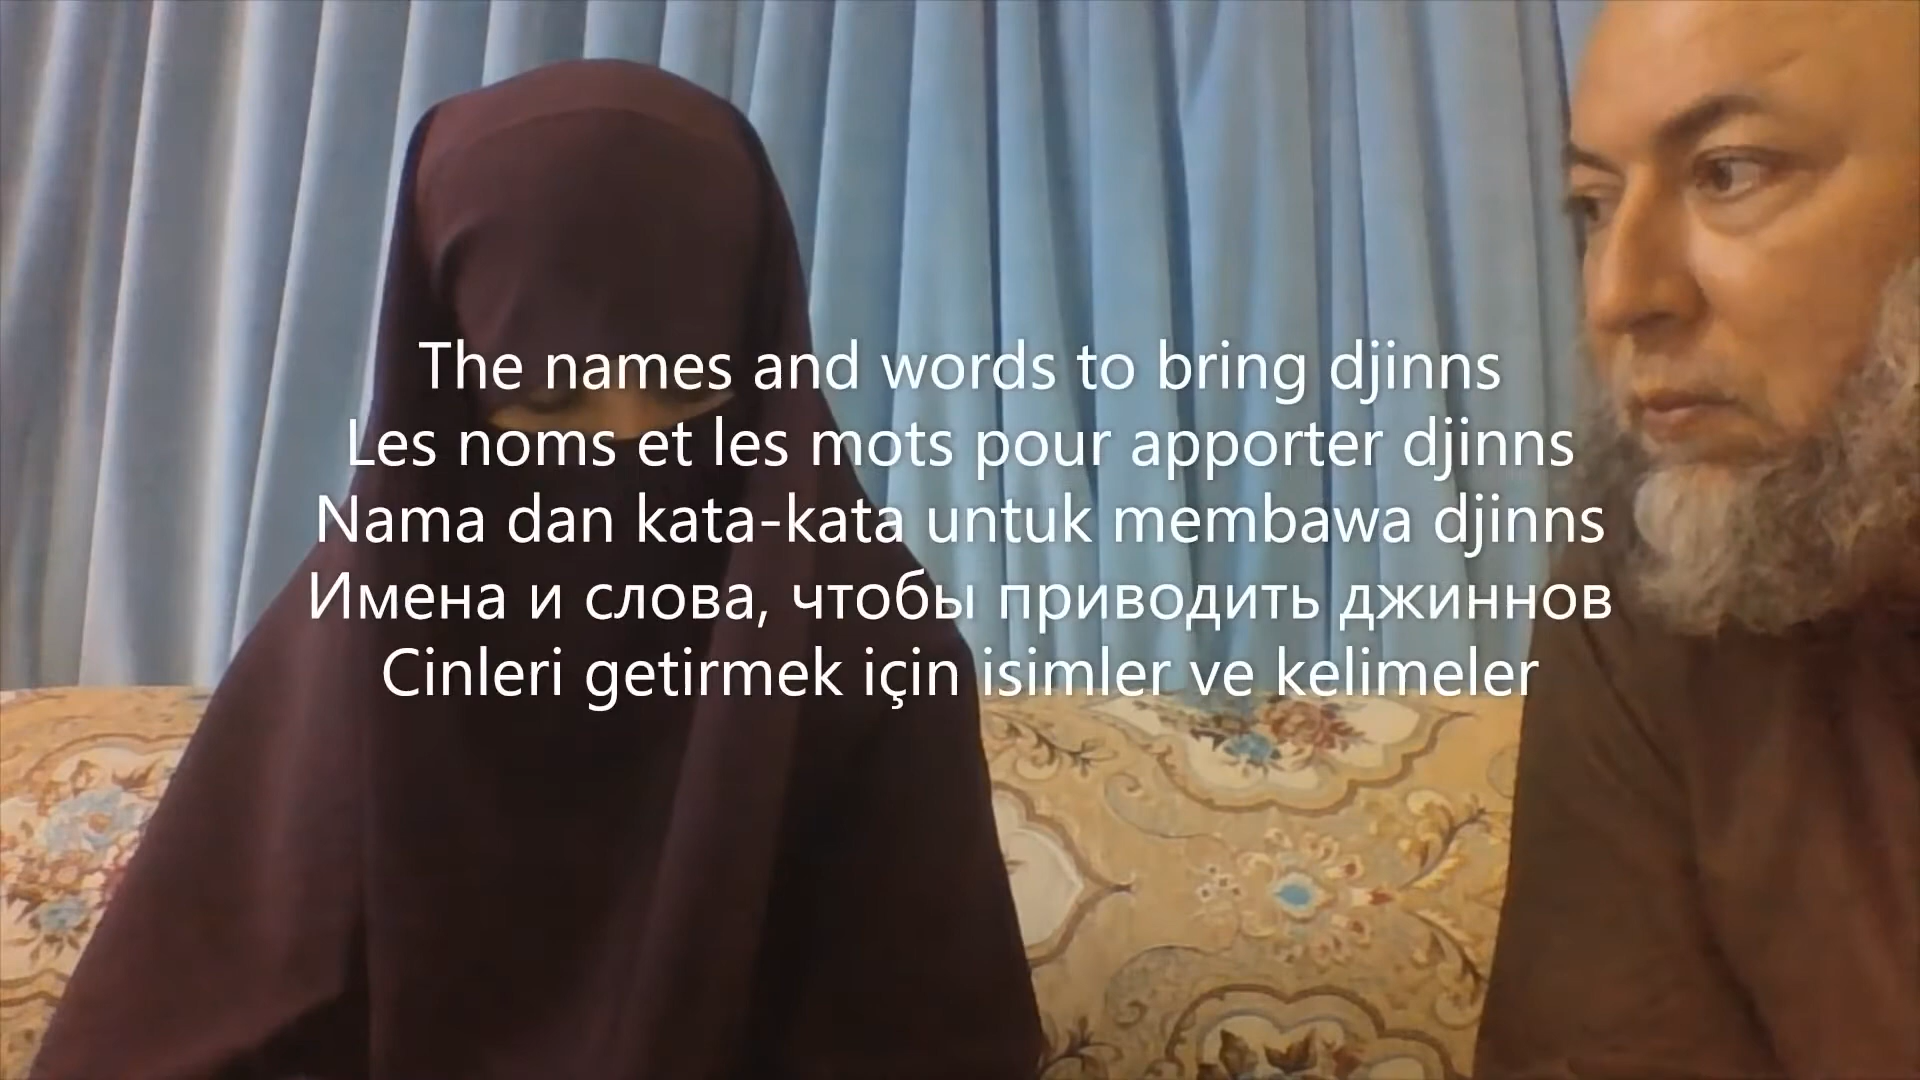 The names and words to bring djinns
Les noms et les mots pour apporter djinns
Nama dan kata-kata untuk membawa djinns
Имена и слова, чтобы приводить джиннов
Cinleri getirmek için isimler ve kelimeler